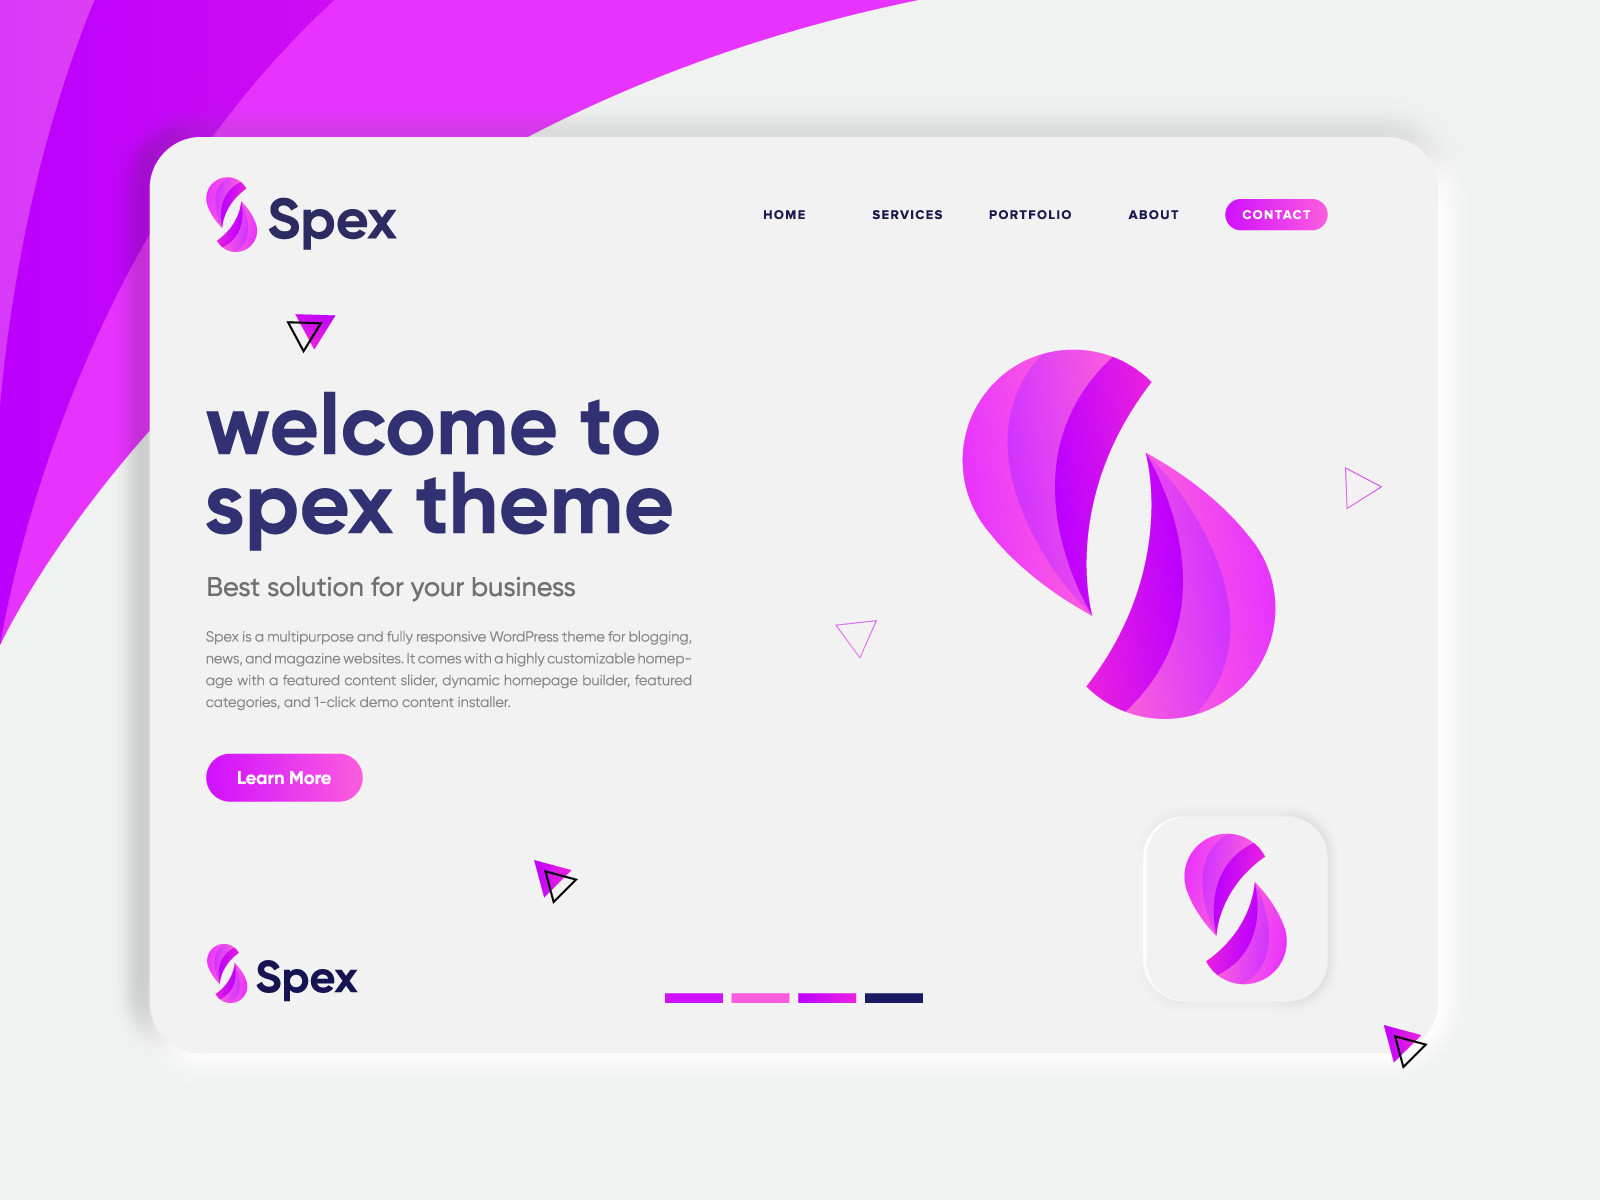 Spex
HOME SERVICES PORTFOLIO ABOUT CONTACT
welcome to
spex theme
Best solution for your business
Spex is a multipurpose and fully responsive WordPress theme for blogging,
news, and magazine websites. It comes with a highly customizable homep-
age with a featured content slider, dynamic homepage builder, featured
categories, and 1-click demo content installer.
Learn More
Spex